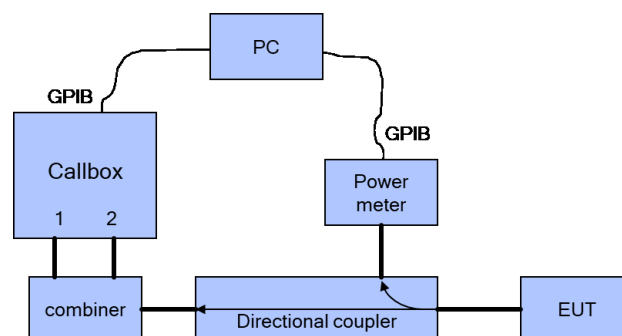 PC
GPIB
GPIB
Callbox
1 2
Power
meter
combiner
Directional coupler
EUT